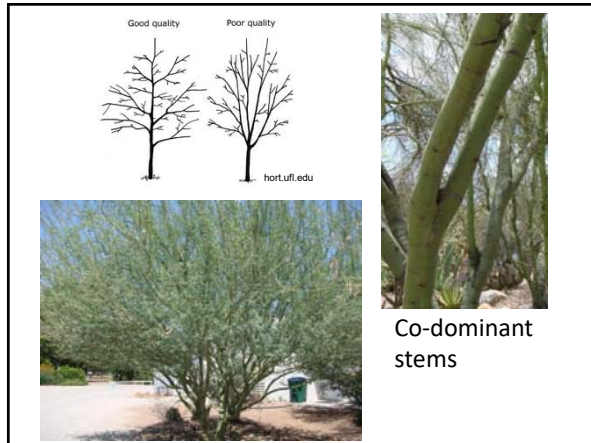 Good quality
Poor quality
hort.ufl.edu
Co-dominant
stems